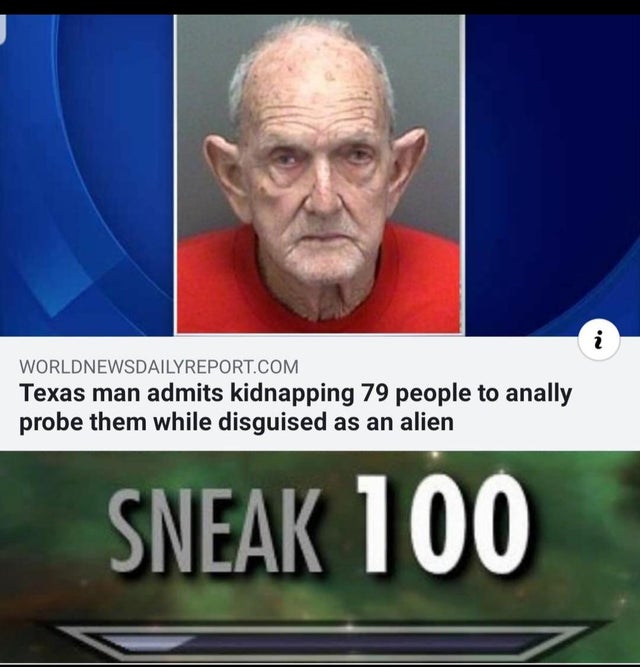 i
WORLDNEWSDAILYREPORT.COM
Texas man admits kidnapping 79 people to anally
probe them while disguised as an alien
SNEAK 100